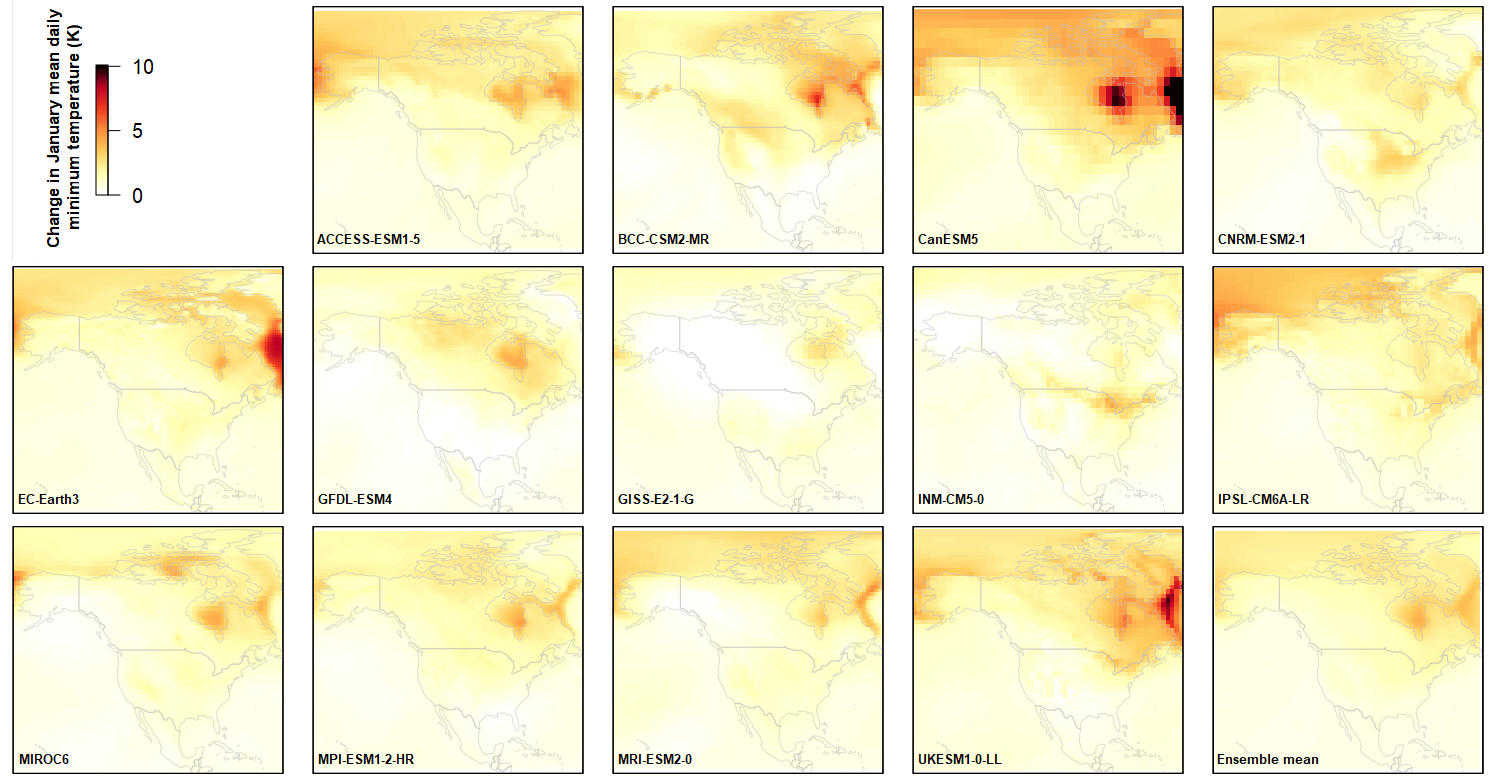 Change in January mean daily
minimum temperature (K)
10
5
0
ACCESS-ESM1-5
BCC-CSM2-MR
CanESM5
CNRM-ESM2-1
EC-Earth3
GFDL-ESM4
GISS-E2-1-G
INM-CM5-0
IPSL-CM6A-LR
MIROC6
MPI-ESM1-2-HR
MRI-ESM2-0
UKESM1-0-LL
Ensemble mean